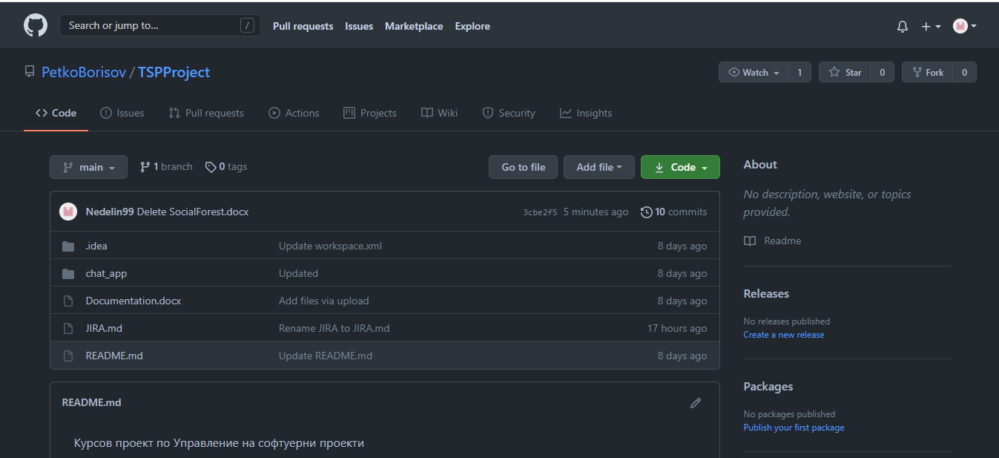 Search or jump to... / Pull requests Issues Marketplace Explore
PetkoBorisov / TSPProject Watch 1 Star 0 Fork 0
<> Code Issues Pull requests Actions Projects Wiki Security Insights
main 1 branch 0 tags Go to file Add file Code
Nedelin99 Delete SocialForest.docx 3cbe2f5 5 minutes ago 10 commits
.idea Update workspace.xml 8 days ago
chat_app Updated 8 days ago
Documentation.docx Add files via upload 8 days ago
JIRA.md Rename JIRA to JIRA.md 17 hours ago
README.md Update README.md 8 days ago
README.md
Курсов проект по Управление на софтуерни проекти
About
No description, website, or topics
provided.
Readme
Releases
No releases published
Create a new release
Packages
No packages published
Publish your first package